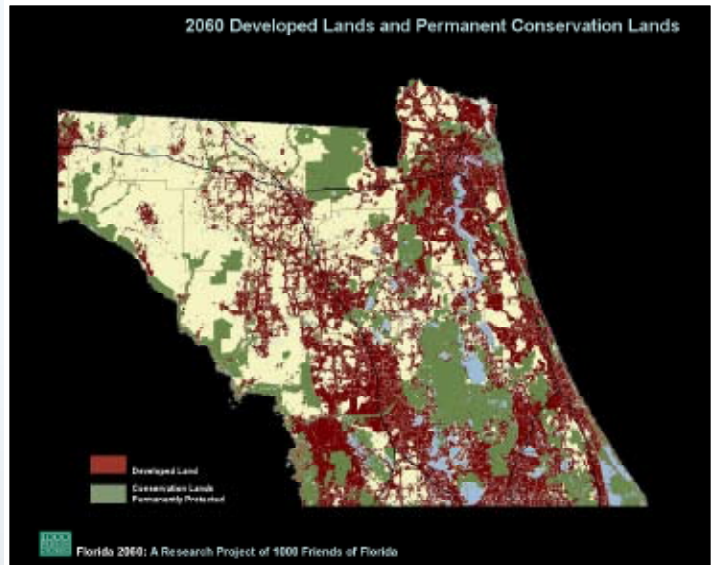 2060 Developed Lands and Permanent Conservation Lands
Developed Land
Conservation Lands
Permanently Protected
1000
Florida 2060: A Research Project of 1000 Friends of Florida